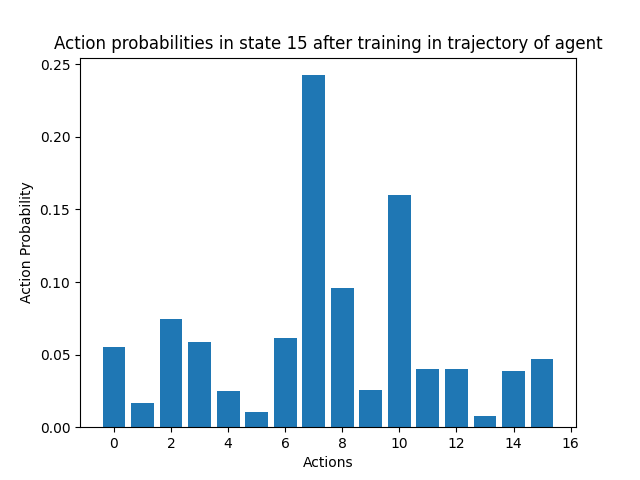 Action probabilities in state 15 after training in trajectory of agent
0.25
0.20
0.15
0.10
0.05
0.00
Action Probability
0 2 4 6 8 10 12 14 16
Actions